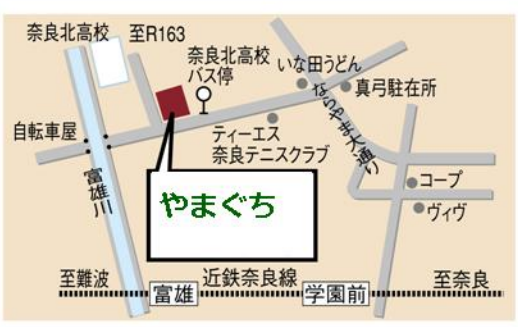 奈良北高校
至R163
奈良北高校
バス停
いな田うどん
真弓駐在所
ならやま大通り
自転車屋
ティーエス
奈良テニスクラブ
富雄川
やまぐち
コープ
ヴィヴ
至難波
富雄
近鉄奈良線
学園前
至奈良